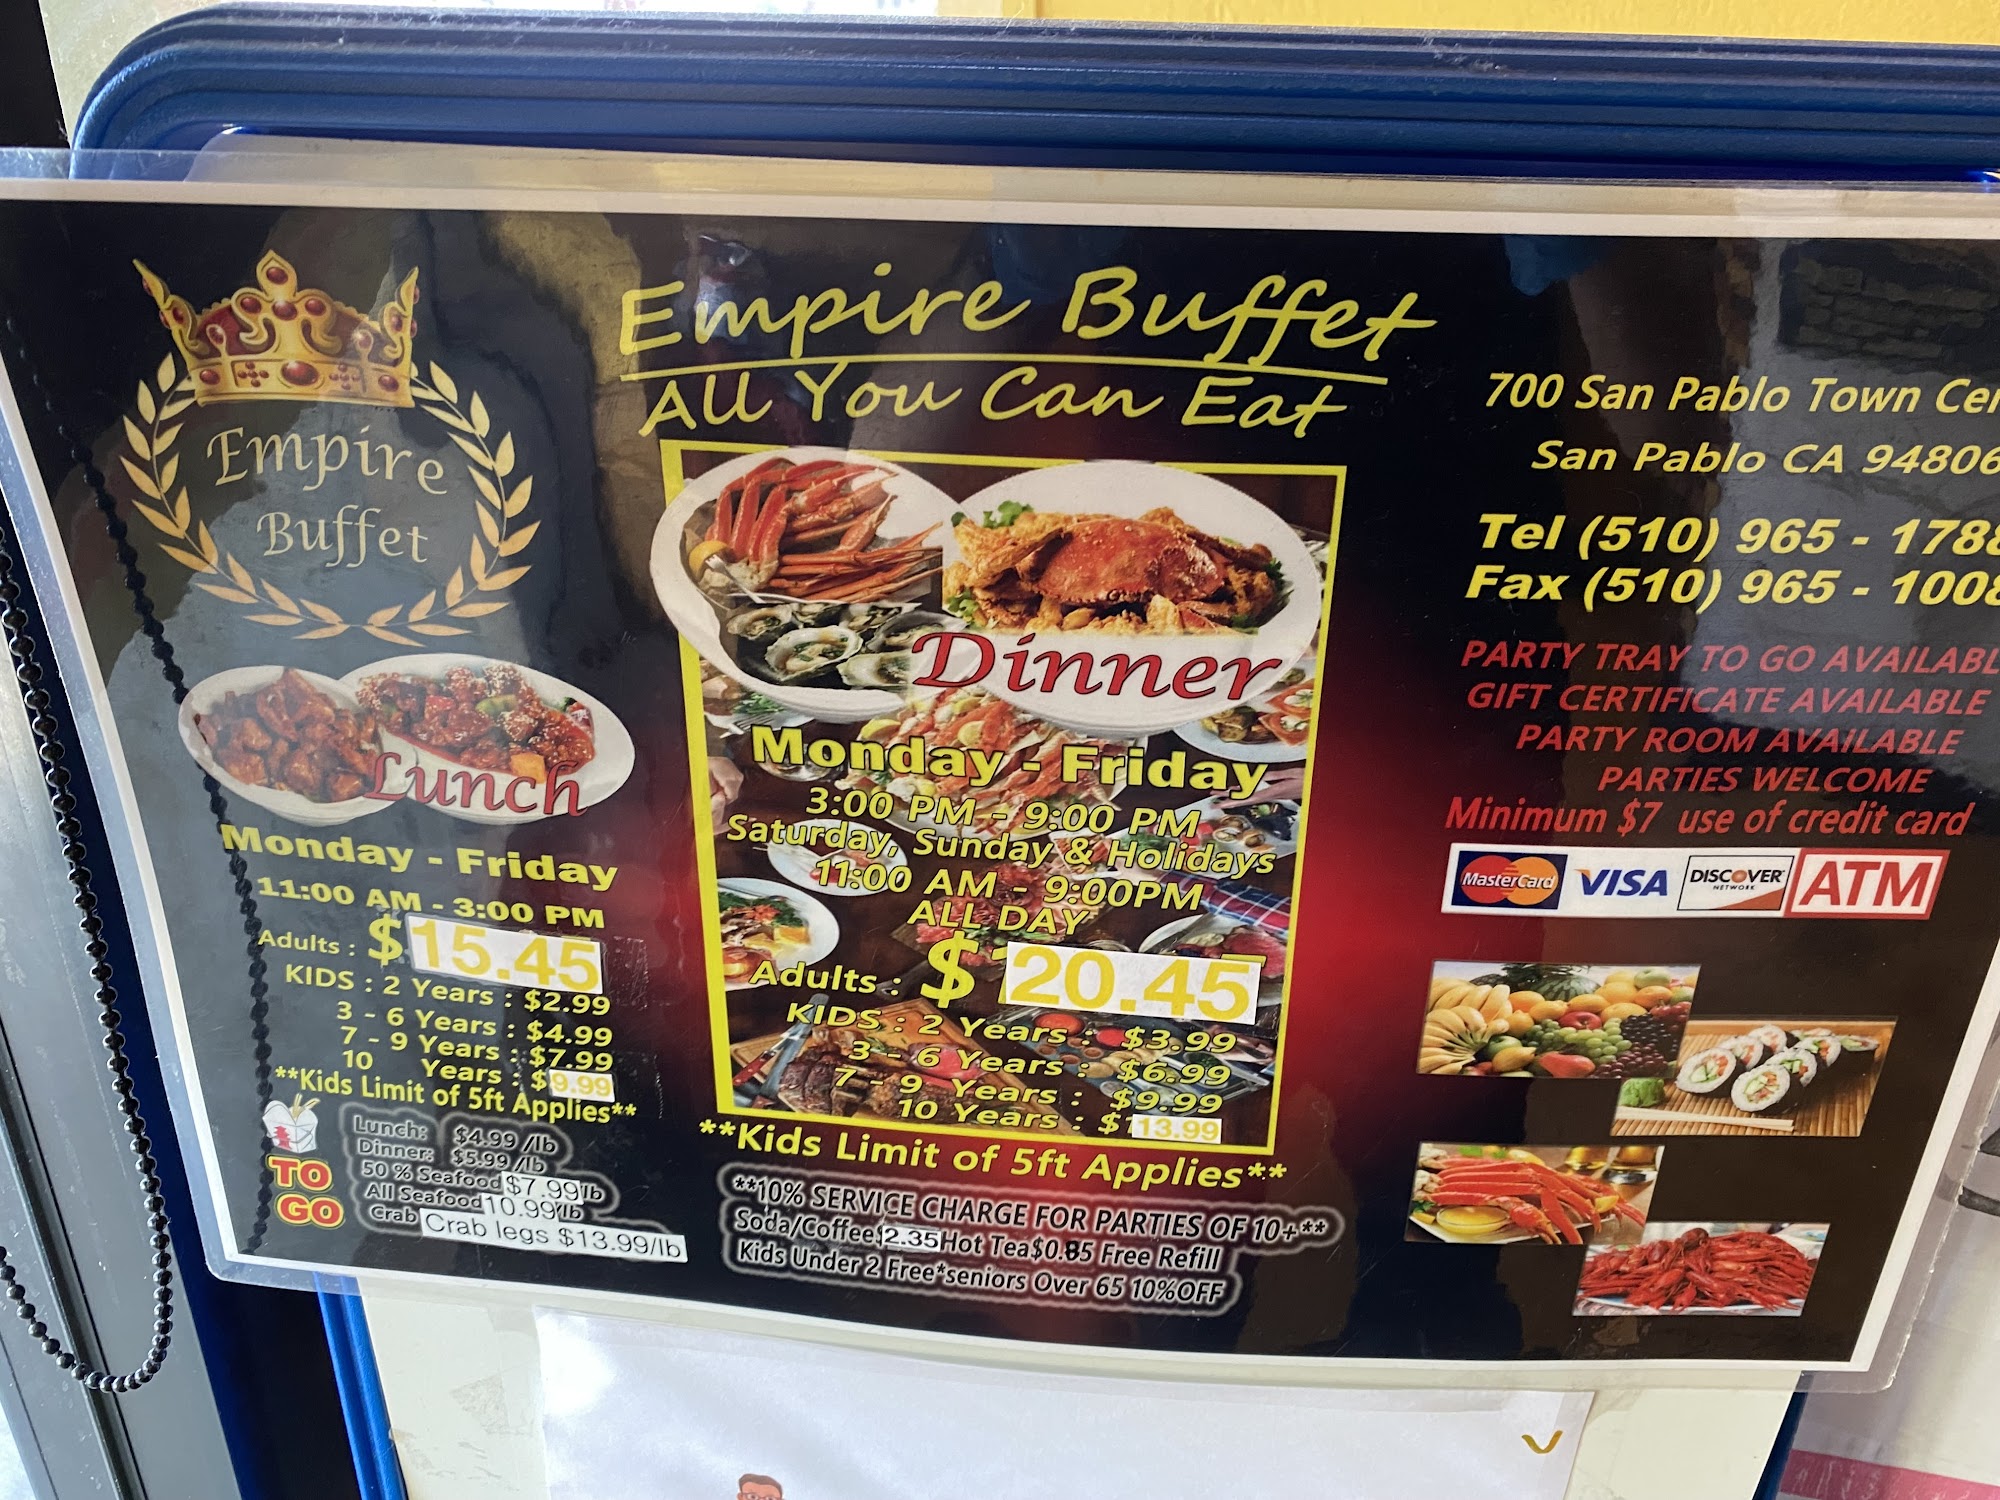 Empire
Buffet
Empire Buffet
All You Can Eat
Lunch
Monday - Friday
11:00 AM - 3:00 PM
Adults : $15.45
KIDS : 2 Years : $2.99
3 - 6 Years : $4.99
7 - 9 Years : $7.99
10 Years : $9.99
**Kids Limit of 5ft Applies**
TO
GO
Lunch: $4.99 /lb
Dinner: $5.99 /lb
50 % Seafood $7.99/lb
All Seafood 10.99/lb
Crab Crab legs $13.99/lb
Dinner
Monday - Friday
3:00 PM - 9:00 PM
Saturday, Sunday & Holidays
11:00 AM - 9:00PM
ALL DAY
Adults : $20.45
KIDS : 2 Years : $3.99
3 - 6 Years : $6.99
7 - 9 Years : $9.99
10 Years : $13.99
**Kids Limit of 5ft Applies**
**10% SERVICE CHARGE FOR PARTIES OF 10+**
Soda/Coffee$2.35Hot Tea$0.85 Free Refill
Kids Under 2 Free*seniors Over 65 10%OFF
700 San Pablo Town
San Pablo CA 94806
Tel (510) 965 - 1788
Fax (510) 965 - 1008
PARTY TRAY TO GO AVAILABL
GIFT CERTIFICATE AVAILABLE
PARTY ROOM AVAILABLE
PARTIES WELCOME
Minimum $7 use of credit card
MasterCard
VISA
DISCOVER
NETWORK
ATM